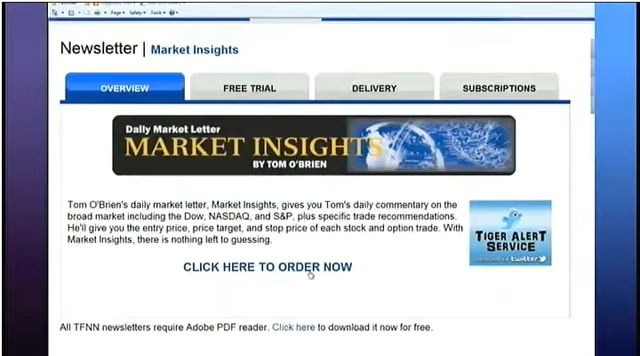 Page Safety Tools
Newsletter | Market Insights
OVERVIEW FREE TRIAL DELIVERY SUBSCRIPTIONS
Daily Market Letter
MARKET INSIGHTS
BY TOM O'BRIEN
Tom O'Brien's daily market letter, Market Insights, gives you Tom's daily commentary on the
broad market including the Dow, NASDAQ, and S&P, plus specific trade recommendations.
He'll give you the entry price, price target, and stop price of each stock and option trade. With
Market Insights, there is nothing left to guessing.
TIGER ALERT
SERVICE
twitter
CLICK HERE TO ORDER NOW
All TFNN newsletters require Adobe PDF reader. Click here to download it now for free.